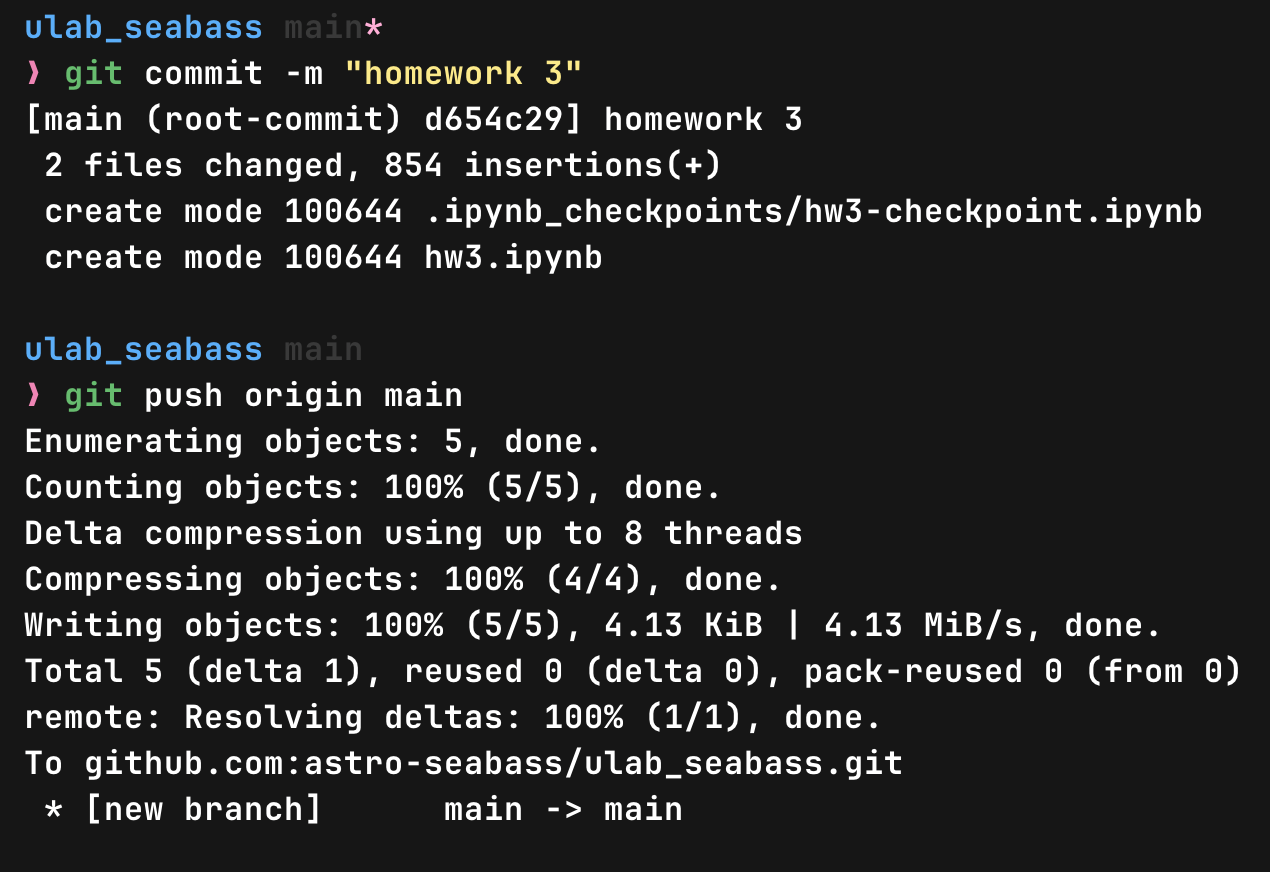 ulab_seabass main*
❯ git commit -m "homework 3"
[main (root-commit) d654c29] homework 3
 2 files changed, 854 insertions(+)
 create mode 100644 .ipynb_checkpoints/hw3-checkpoint.ipynb
 create mode 100644 hw3.ipynb

ulab_seabass main
❯ git push origin main
Enumerating objects: 5, done.
Counting objects: 100% (5/5), done.
Delta compression using up to 8 threads
Compressing objects: 100% (4/4), done.
Writing objects: 100% (5/5), 4.13 KiB | 4.13 MiB/s, done.
Total 5 (delta 1), reused 0 (delta 0), pack-reused 0 (from 0)
remote: Resolving deltas: 100% (1/1), done.
To github.com:astro-seabass/ulab_seabass.git
 * [new branch]      main -> main